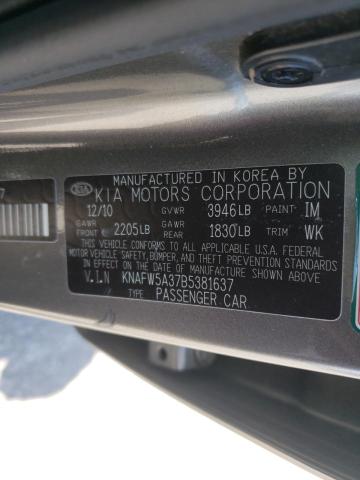 7
MANUFACTURED IN KOREA BY
KIA KIA MOTORS CORPORATION
12/10 GVWR 3946LB PAINT IM
GAWR FRONT 2205LB GAWR 1830LB TRIM WK
THIS VEHICLE CONFORMS TO ALL APPLICABLE U.S.A. FEDERAL
MOTOR VEHICLE SAFETY, BUMPER, AND THEFT PREVENTION STANDARDS
IN EFFECT ON THE DATE OF MANUFACTURE SHOWN ABOVE.
V.I.N KNAFW5A37B5381637
TYPE: PASSENGER CAR